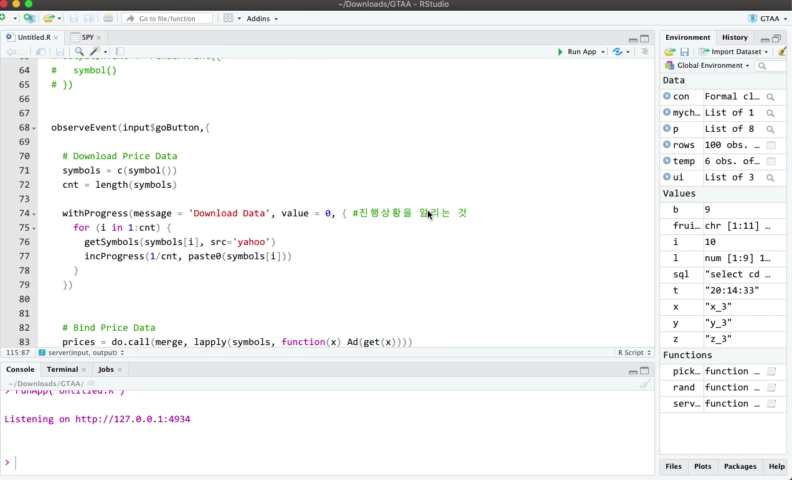 ~/Downloads/GTAA - RStudio
Go to file/function
Addins
GTAA
Untitled.R
SPY
Run App
64 # symbol()
65 # })
66
67
68 observeEvent(input$goButton,{
69
70 # Download Price Data
71 symbols = c(symbol())
72 cnt = length(symbols)
73
74 withProgress(message = 'Download Data', value = 0, { #진행상황을 알리는 것
75 for (i in 1:cnt) {
76 getSymbols(symbols[i], src='yahoo')
77 incProgress(1/cnt, paste0(symbols[i]))
78 }
79 })
80
81
82 # Bind Price Data
83 prices = do.call(merge, lapply(symbols, function(x) Ad(get(x))))
115:87 server(input, output) R Script
Console Terminal Jobs
~/Downloads/GTAA/
> runApp('Untitled.R')
Listening on http://127.0.0.1:4934
>
Environment History
Import Dataset
Global Environment
Data
con Formal cl…
mych… List of 1
p List of 8
rows 100 obs. …
temp 6 obs. of…
ui List of 3
Values
b 9
frui… chr [1:11] …
i 10
l num [1:9] 1…
sql "select cd …
t "20:14:33"
x "x_3"
y "y_3"
z "z_3"
Functions
pick… function …
rand function …
serv… function …
Files Plots Packages Help